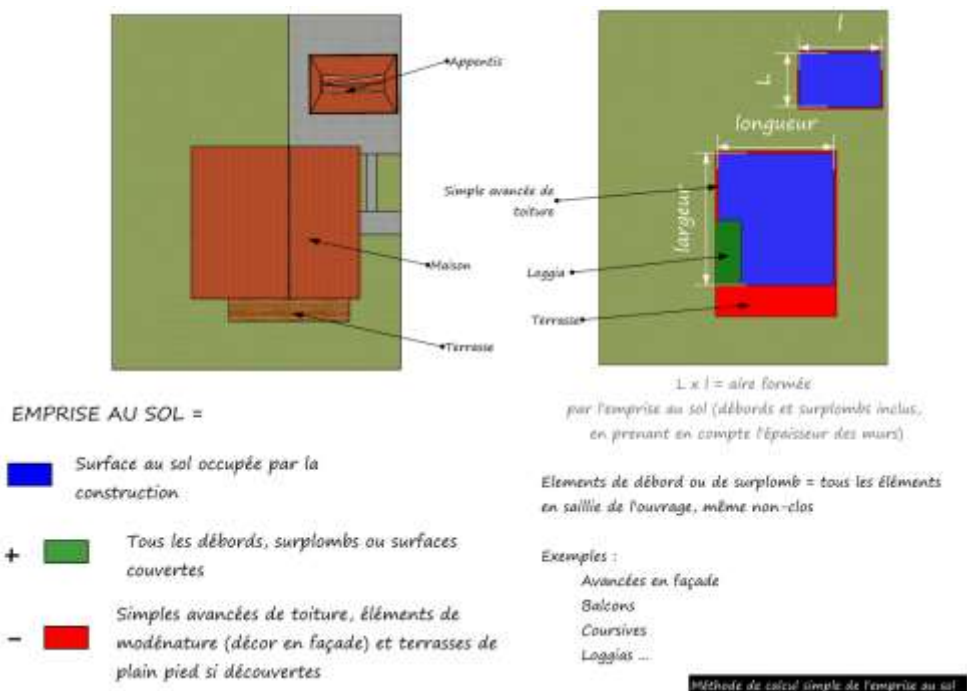 Appentis
Maison
Terrasse
l
L
longueur
largeur
Simple avancée de
toiture
Loggia
Terrasse
L x l = aire formée
par l'emprise au sol (débords et surplombs inclus,
en prenant en compte l'épaisseur des murs)
EMPRISE AU SOL =
Surface au sol occupée par la
construction
+ Tous les débords, surplombs ou surfaces
couvertes
- Simples avancées de toiture, éléments de
modénature (décor en façade) et terrasses de
plain pied si découvertes
Elements de débord ou de surplomb = tous les éléments
en saillie de l'ouvrage, même non-clos
Exemples :
Avancées en façade
Balcons
Coursives
Loggias ...
Méthode de calcul simple de l'emprise au sol